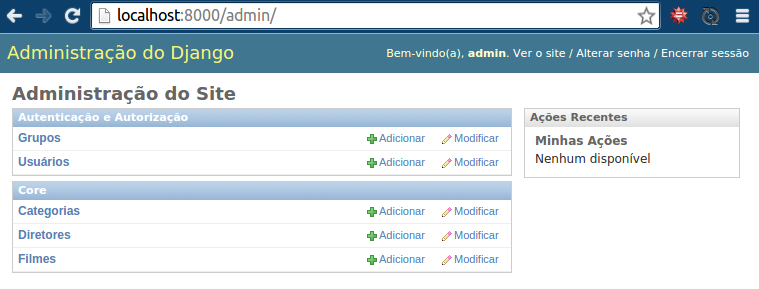 localhost:8000/admin/
Administração do Django
Bem-vindo(a), admin. Ver o site / Alterar senha / Encerrar sessão
Administração do Site
Autenticação e Autorização
Grupos Adicionar Modificar
Usuários Adicionar Modificar
Core
Categorias Adicionar Modificar
Diretores Adicionar Modificar
Filmes Adicionar Modificar
Ações Recentes
Minhas Ações
Nenhum disponível